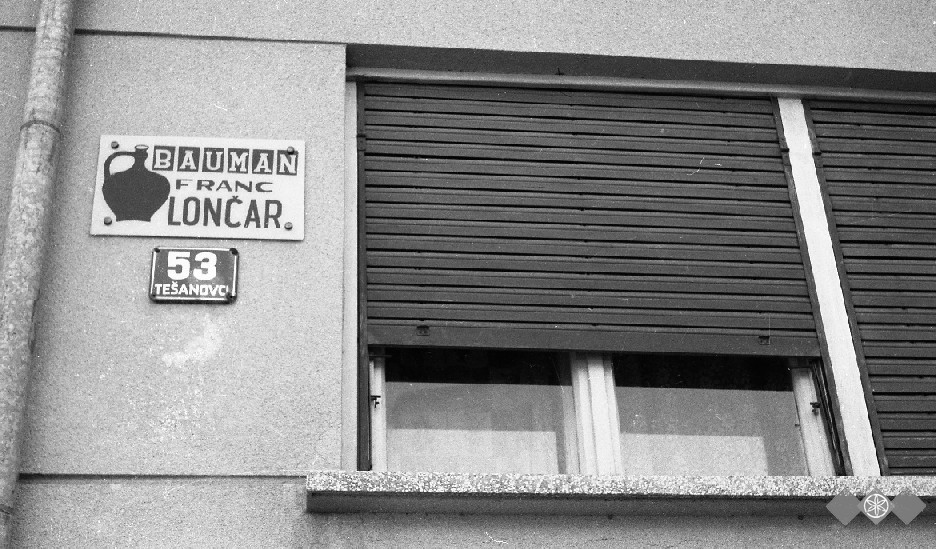 BAUMAN
FRANC
LONČAR
53
TEŠANOVCI